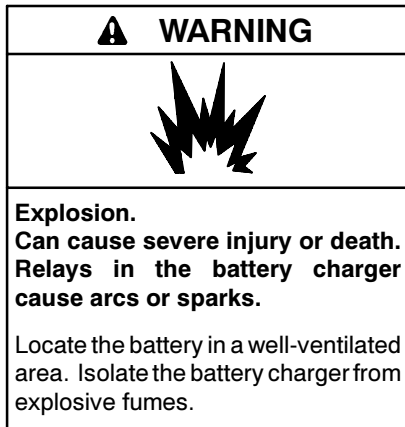 WARNING
Explosion.
Can cause severe injury or death.
Relays in the battery charger
cause arcs or sparks.
Locate the battery in a well-ventilated
area. Isolate the battery charger from
explosive fumes.